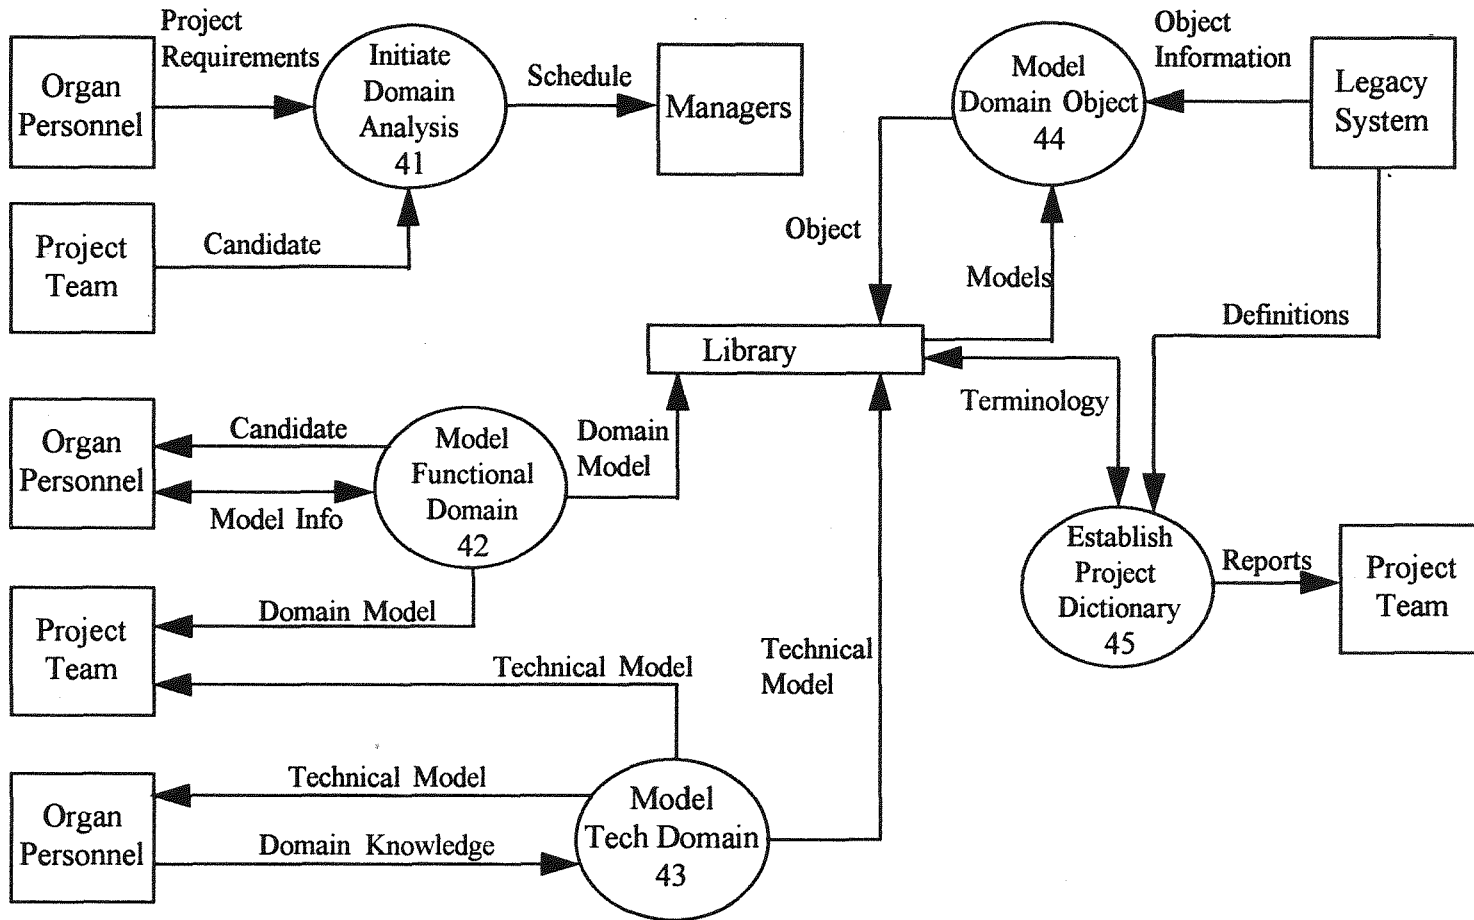 Project
Requirements
Organ
Personnel
Initiate
Domain
Analysis
41
Schedule
Managers
Project
Team
Candidate
Model
Domain Object
44
Object
Information
Legacy
System
Object
Models
Definitions
Library
Terminology
Organ
Personnel
Candidate
Model Info
Model
Functional
Domain
42
Domain
Model
Establish
Project
Dictionary
45
Reports
Project
Team
Project
Team
Domain Model
Technical Model
Technical
Model
Organ
Personnel
Technical Model
Domain Knowledge
Model
Tech Domain
43